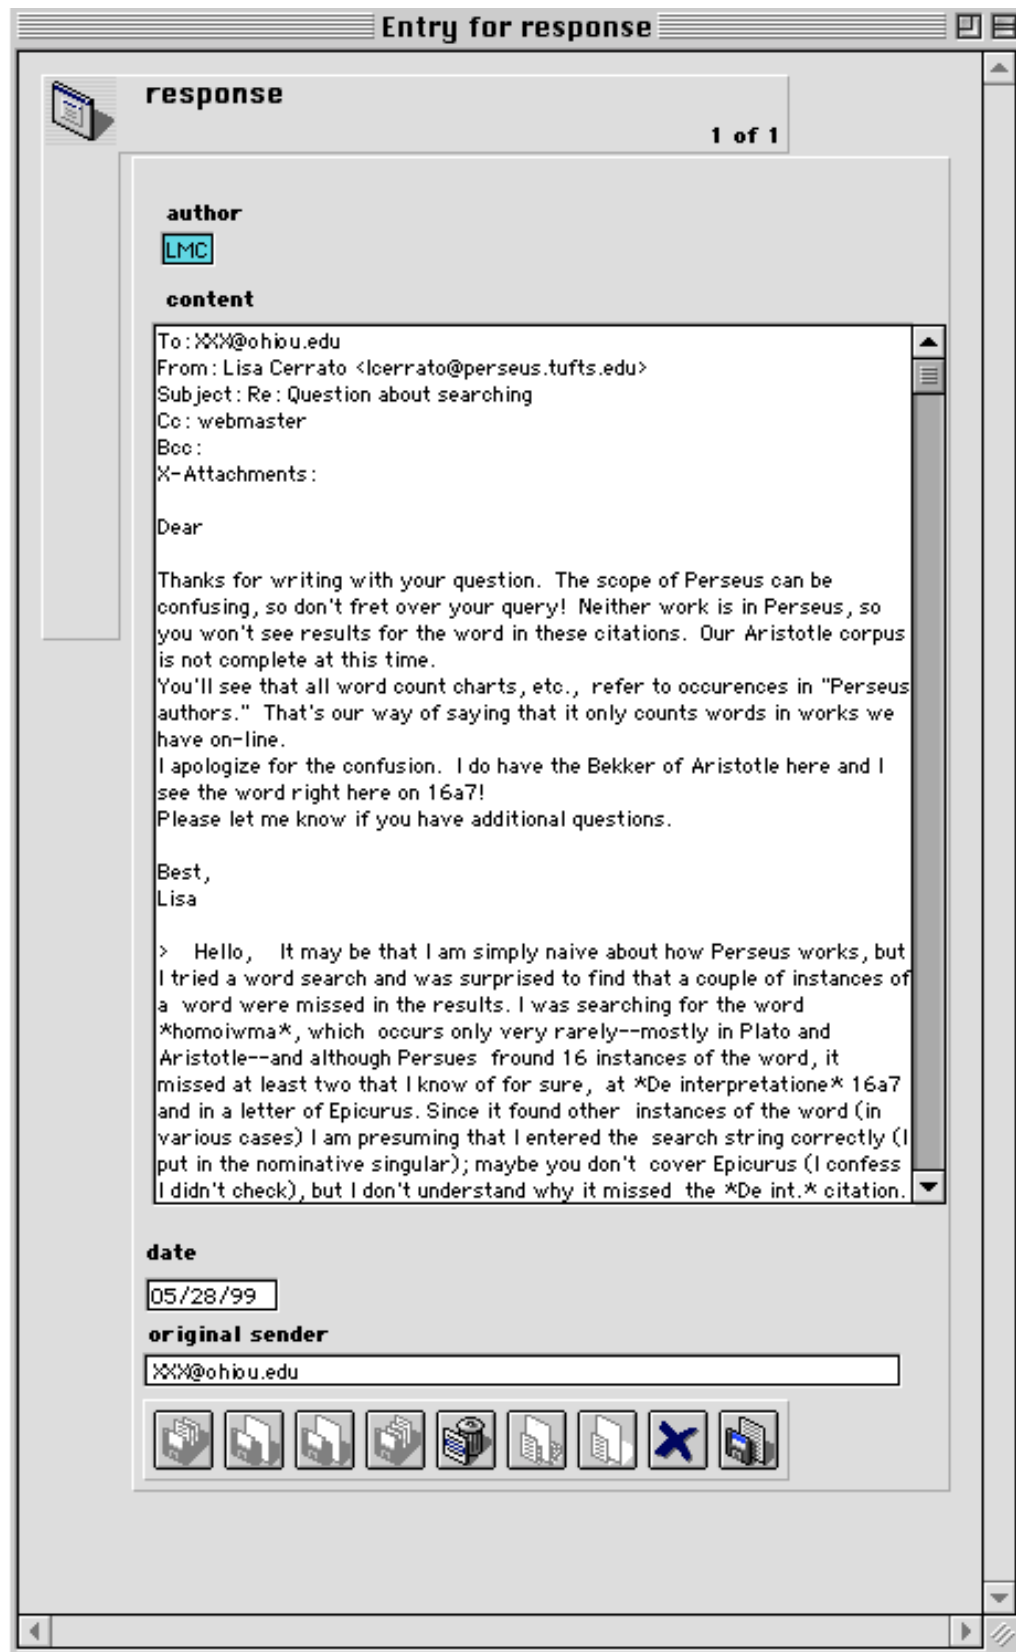 Entry for response
response
1 of 1
author
LMC
content
To: XXX@ohiou.edu
From: Lisa Cerrato <lcerrato@perseus.tufts.edu>
Subject: Re: Question about searching
Cc: webmaster
Bcc:
X-Attachments:
Dear
Thanks for writing with your question.  The scope of Perseus can be
confusing, so don't fret over your query!  Neither work is in Perseus, so
you won't see results for the word in these citations.  Our Aristotle corpus
is not complete at this time.
You'll see that all word count charts, etc.,  refer to occurences in "Perseus
authors."  That's our way of saying that it only counts words in works we
have on-line.
I apologize for the confusion.  I do have the Bekker of Aristotle here and I
see the word right here on 16a7!
Please let me know if you have additional questions.
Best,
Lisa
>   Hello,   It may be that I am simply naive about how Perseus works, but
I tried a word search and was surprised to find that a couple of instances of
a  word were missed in the results. I was searching for the word
*homoiwma*, which  occurs only very rarely--mostly in Plato and
Aristotle--and although Persues  fround 16 instances of the word, it
missed at least two that I know of for sure,  at *De interpretatione* 16a7
and in a letter of Epicurus. Since it found other  instances of the word (in
various cases) I am presuming that I entered the  search string correctly (I
put in the nominative singular); maybe you don't  cover Epicurus (I confess
I didn't check), but I don't understand why it missed  the *De int.* citation.
date
05/28/99
original sender
XXX@ohiou.edu